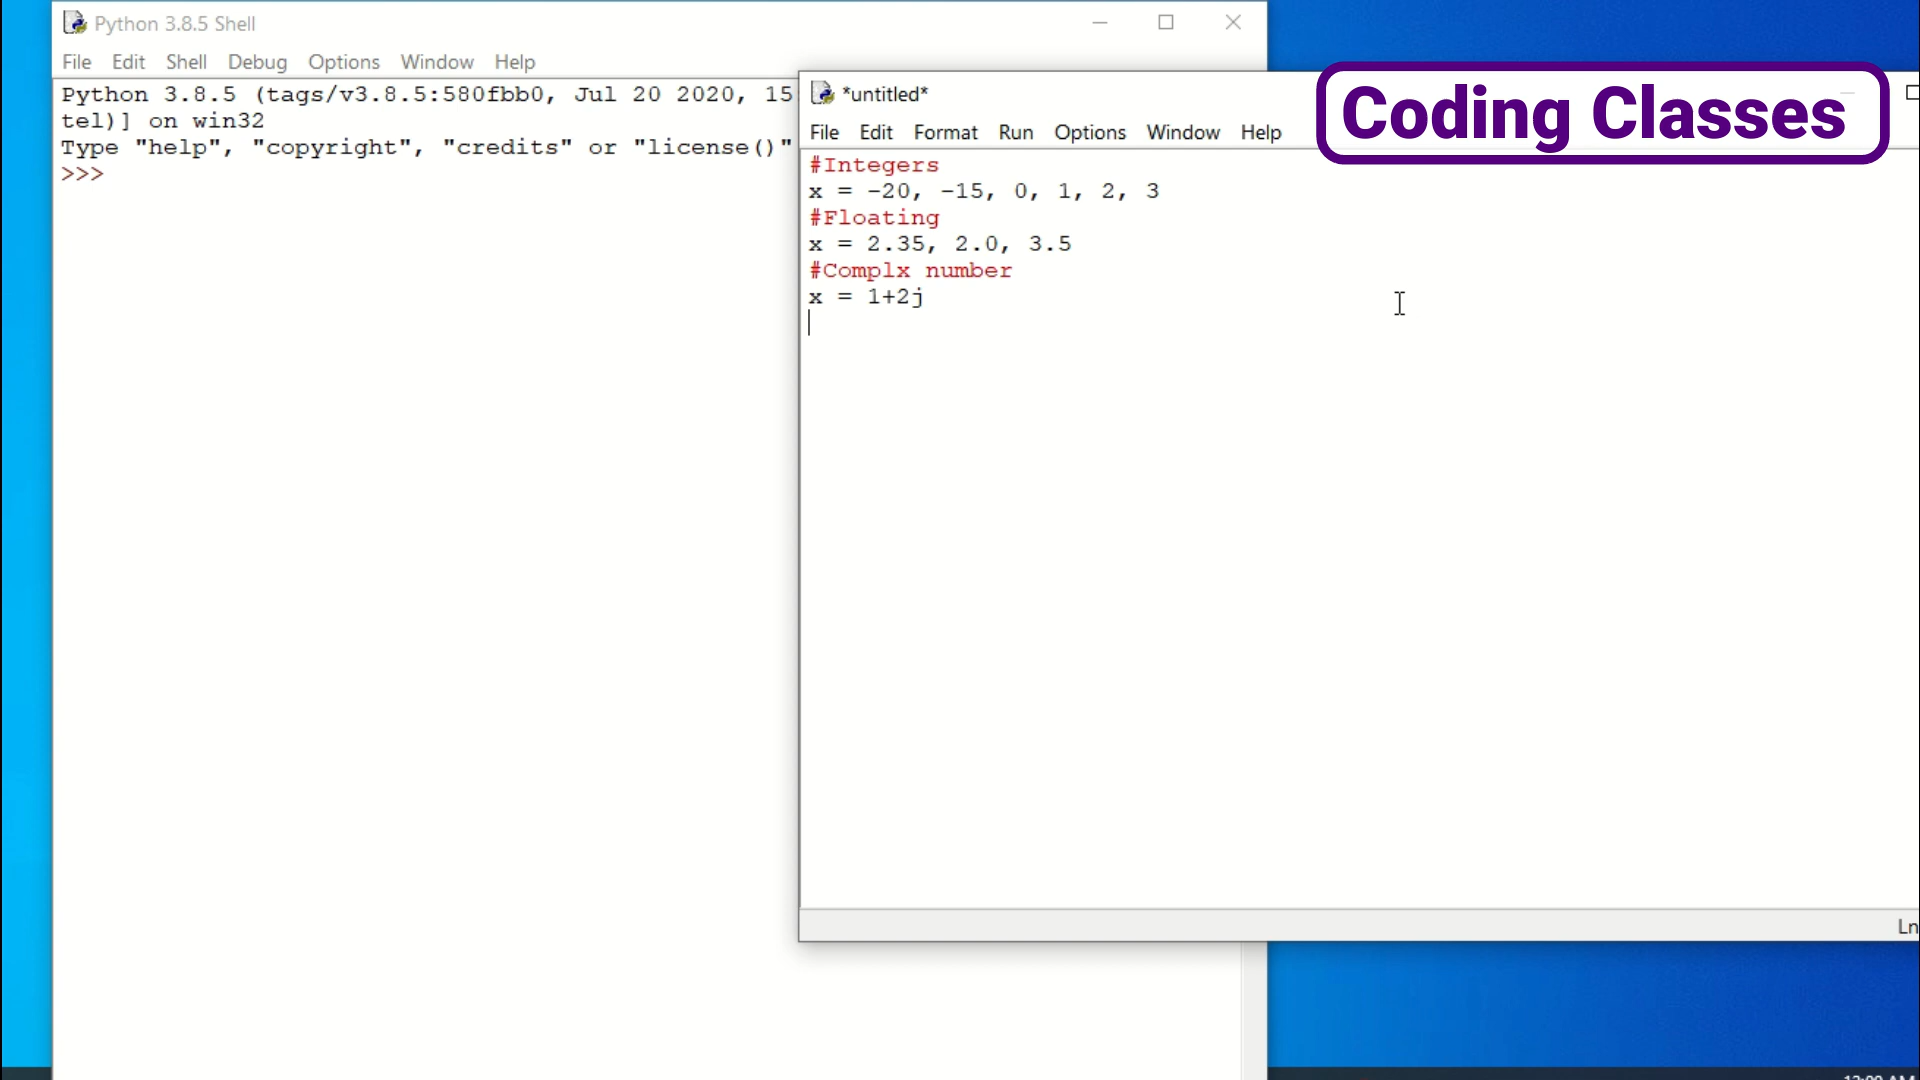 Python 3.8.5 Shell
File Edit Shell Debug Options Window Help
Python 3.8.5 (tags/v3.8.5:580fbb0, Jul 20 2020, 15
tel)] on win32
Type "help", "copyright", "credits" or "license()"
>>>
*untitled*
Coding Classes
File Edit Format Run Options Window Help
#Integers
x = -20, -15, 0, 1, 2, 3
#Floating
x = 2.35, 2.0, 3.5
#Complx number
x = 1+2j
Ln